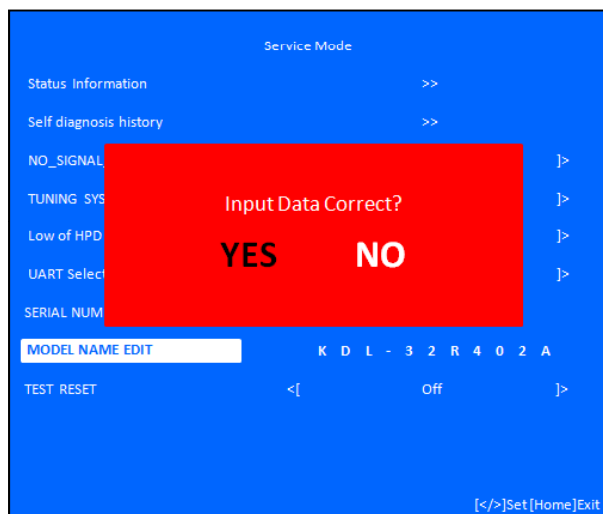 Service Mode
Status Information >>
Self diagnosis history >>
NO_SIGNAL_ ]>
TUNING SYS ]>
Input Data Correct?
Low of HPD ]>
YES NO
UART Select ]>
SERIAL NUM
MODEL NAME EDIT K D L - 3 2 R 4 0 2 A
TEST RESET <[ Off ]>
[</>]Set[Home]Exit